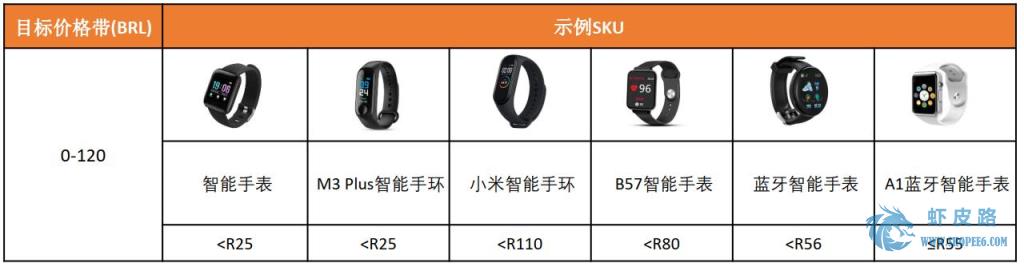 目标价格带(BRL)
示例SKU
0-120
智能手表
M3 Plus智能手环
小米智能手环
B57智能手表
蓝牙智能手表
A1蓝牙智能手表
<R25
<R25
<R110
<R80
<R56
≤R55
虾皮路
WWW.SHOPEE6.COM